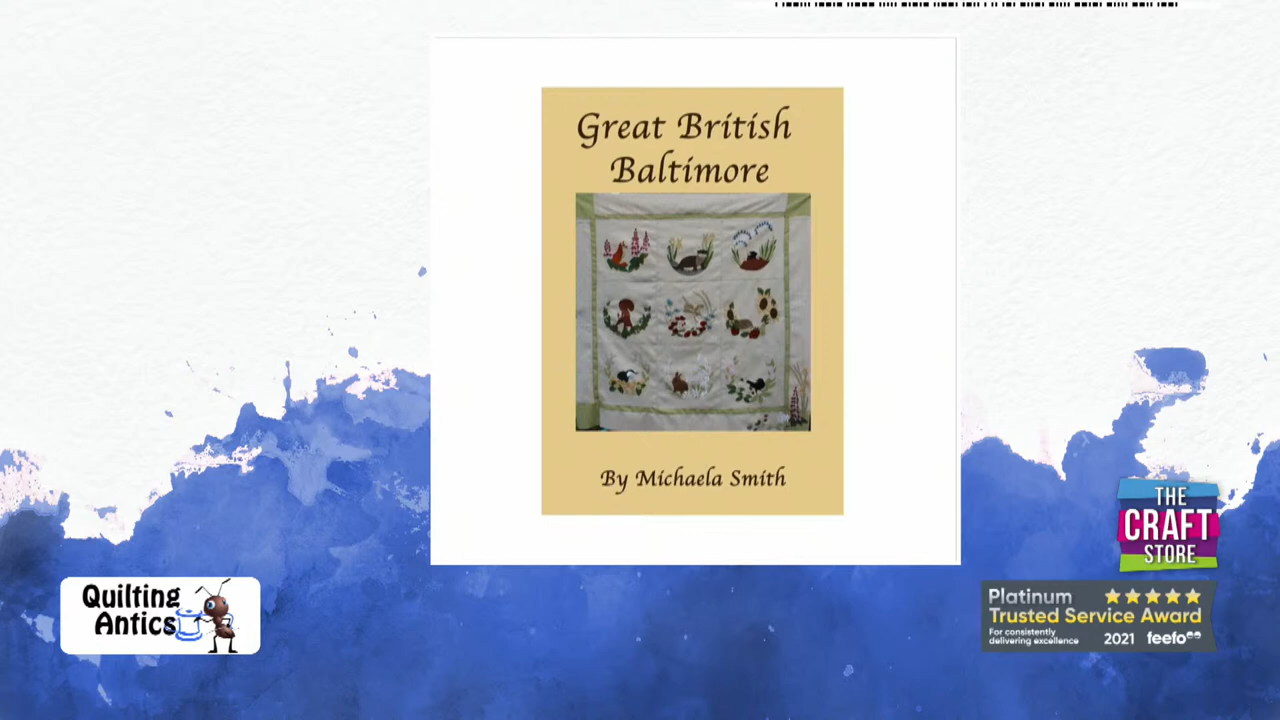 Great British
Baltimore
By Michaela Smith
Quilting
Antics
THE
CRAFT
STORE
Platinum
Trusted Service Award
For consistently
delivering excellence
2021 feefo